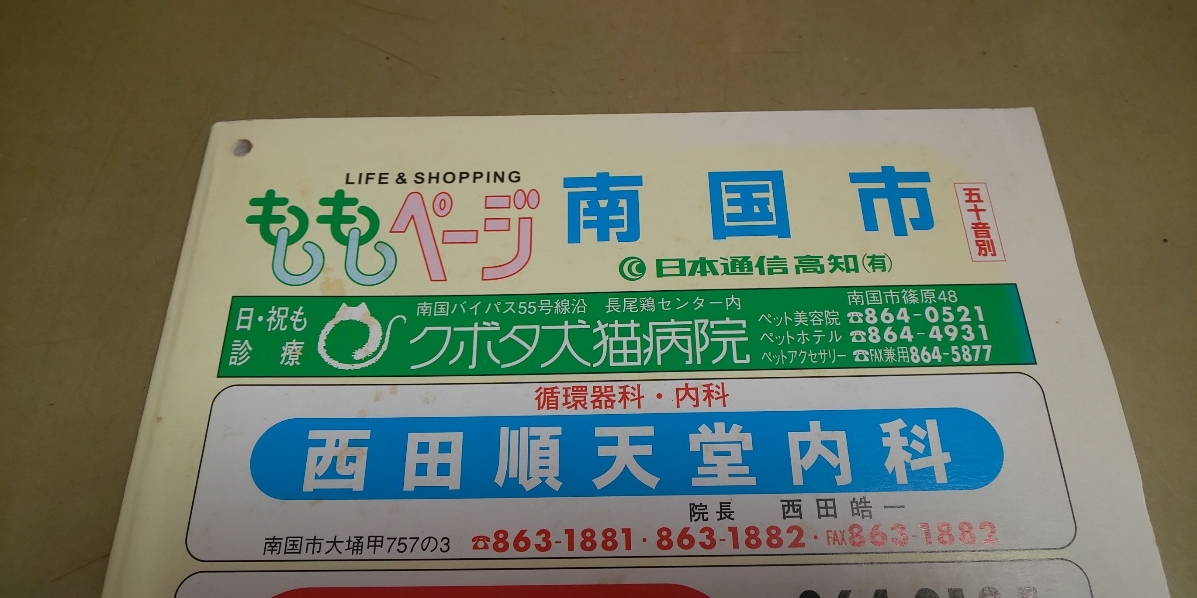 LIFE & SHOPPING
もしもしページ 南国市 五十音別
日本通信高知(有)
日・祝も診療
南国バイパス55号線沿 長尾鶏センター内
クボタ犬猫病院
南国市篠原48
ペット美容院 ☎864-0521
ペットホテル ☎864-4931
ペットアクセサリー ☎FAX兼用864-5877
循環器科・内科
西田順天堂内科
院長 西田皓一
南国市大埇甲757の3 ☎863-1881・863-1882・FAX863-1882